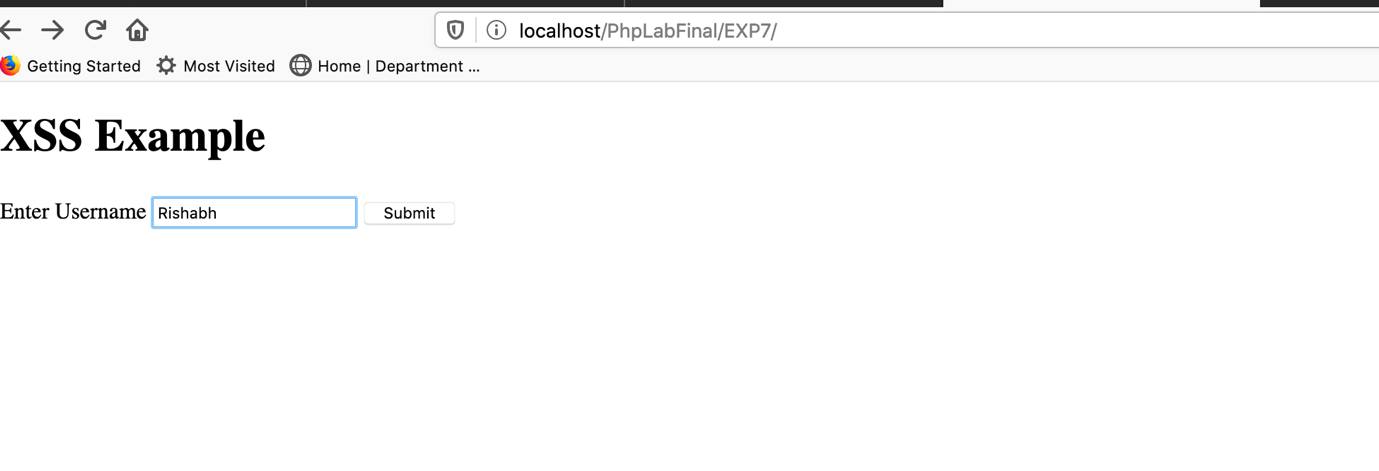 localhost/PhpLabFinal/EXP7/
Getting Started Most Visited Home | Department ...
XSS Example
Enter Username Rishabh Submit